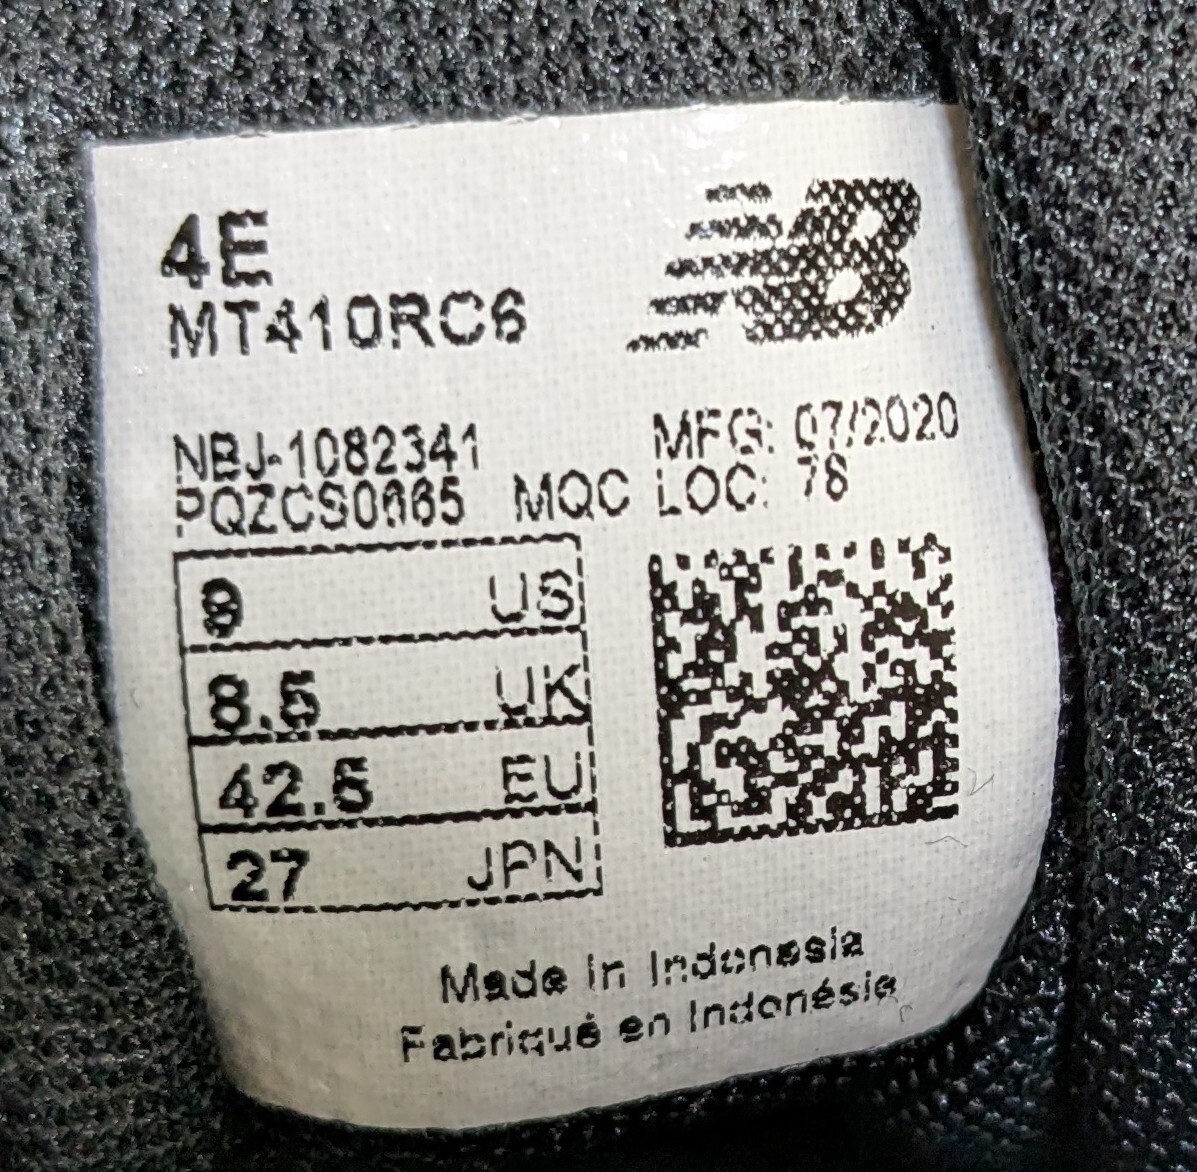 4E
NB
MT410RC6
MFG: 07/2020
NBJ-1082341
LOC: 78
PQZCS0665 MQC
9 US
8.5 UK
42.5 EU
27 JPN
Made in Indonesia
Fabriqué en Indonésie